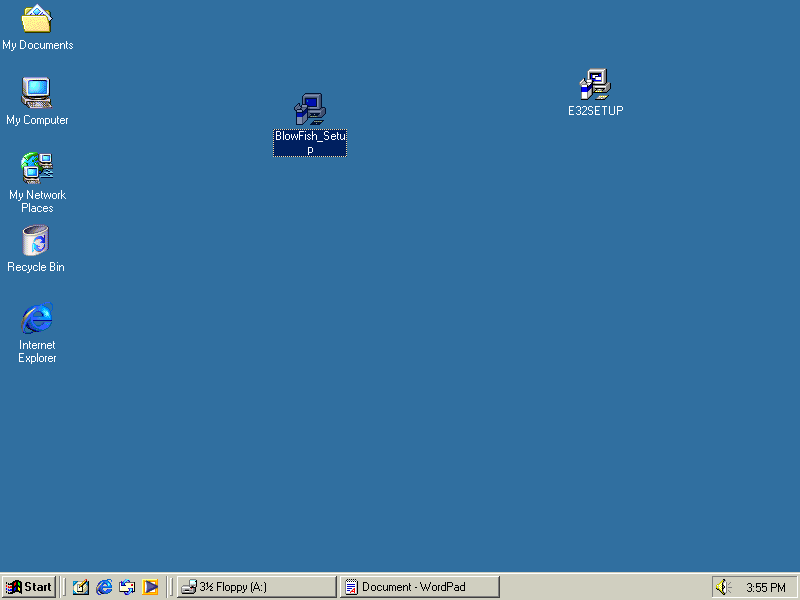 My Documents
My Computer
My Network
Places
Recycle Bin
Internet
Explorer
BlowFish_Setu
p
E32SETUP
Start
3½ Floppy (A:)
Document - WordPad
3:55 PM